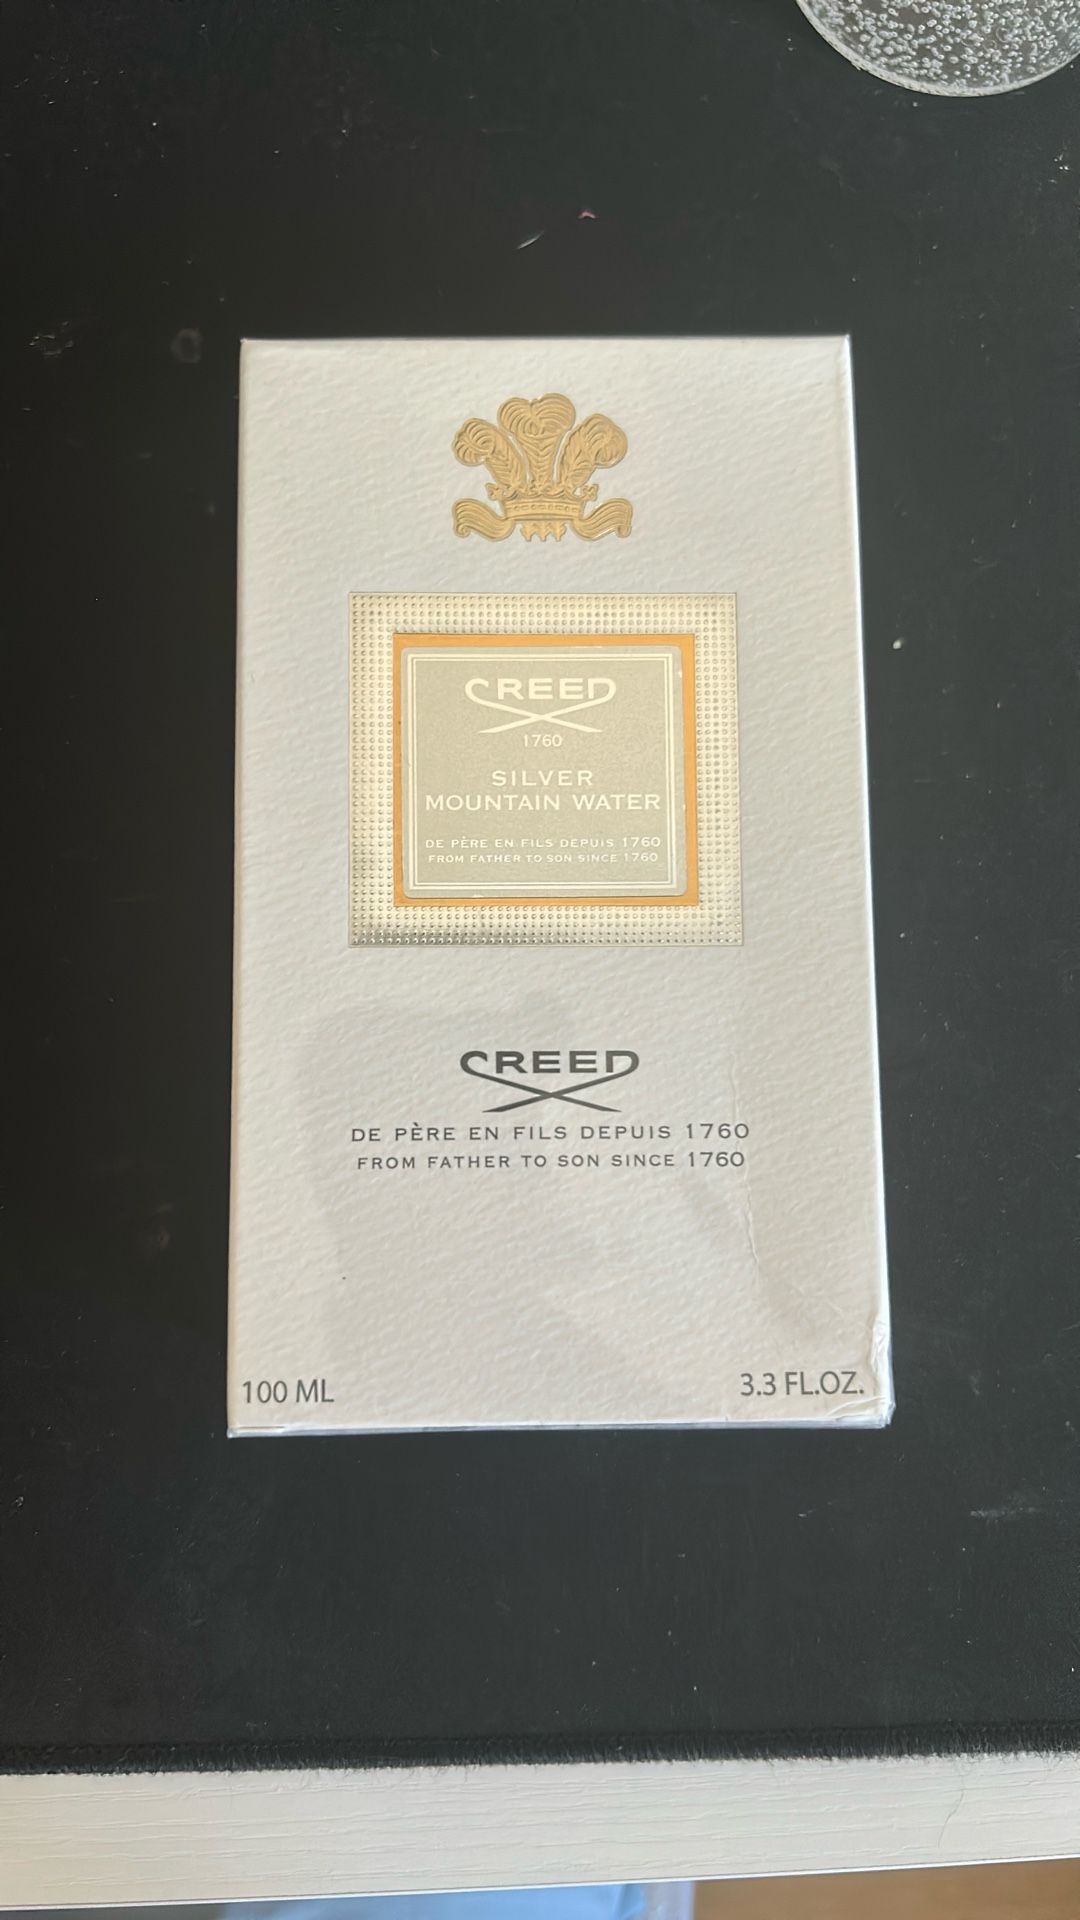 CREED
1760
SILVER
MOUNTAIN WATER
DE PÈRE EN FILS DEPUIS 1760
FROM FATHER TO SON SINCE 1760
CREED
DE PÈRE EN FILS DEPUIS 1760
FROM FATHER TO SON SINCE 1760
100 ML
3.3 FL.OZ.